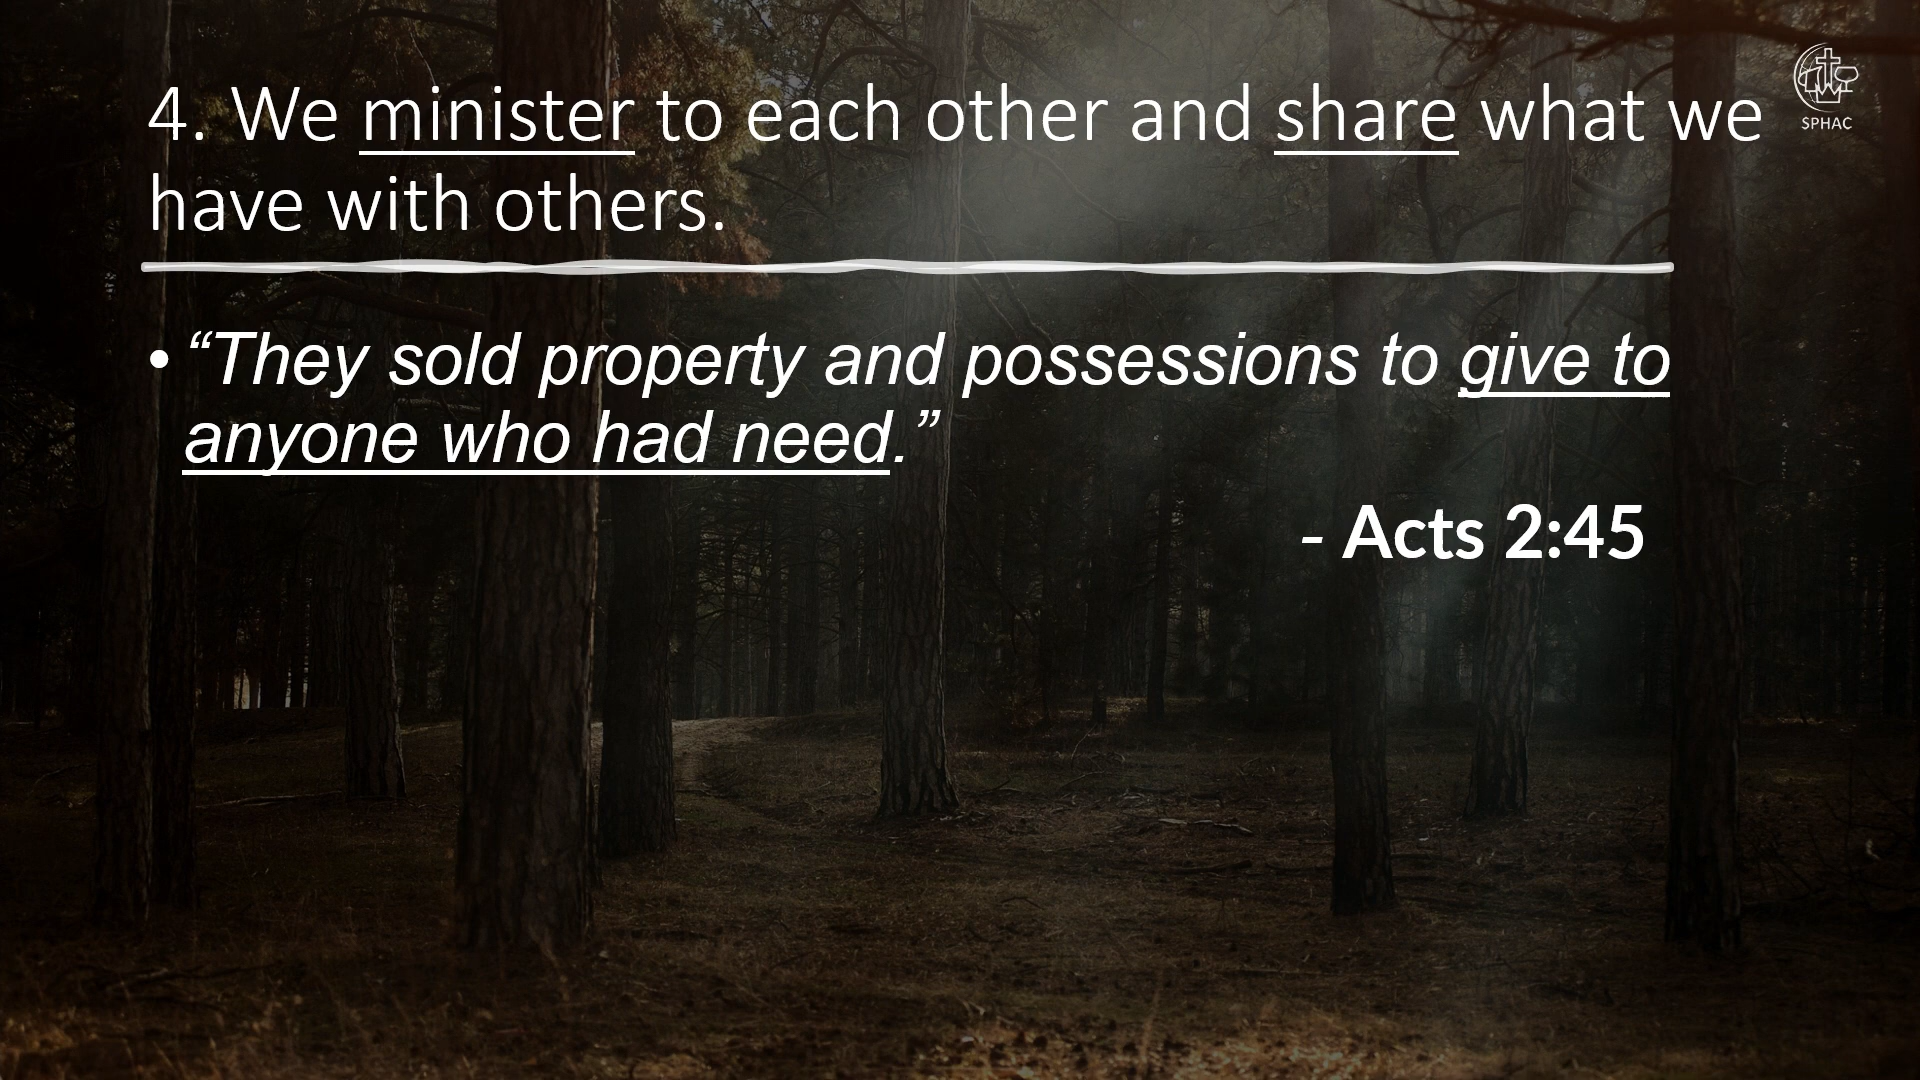 4. We minister to each other and share what we
have with others.
SPHAC
• “They sold property and possessions to give to
anyone who had need.”
- Acts 2:45